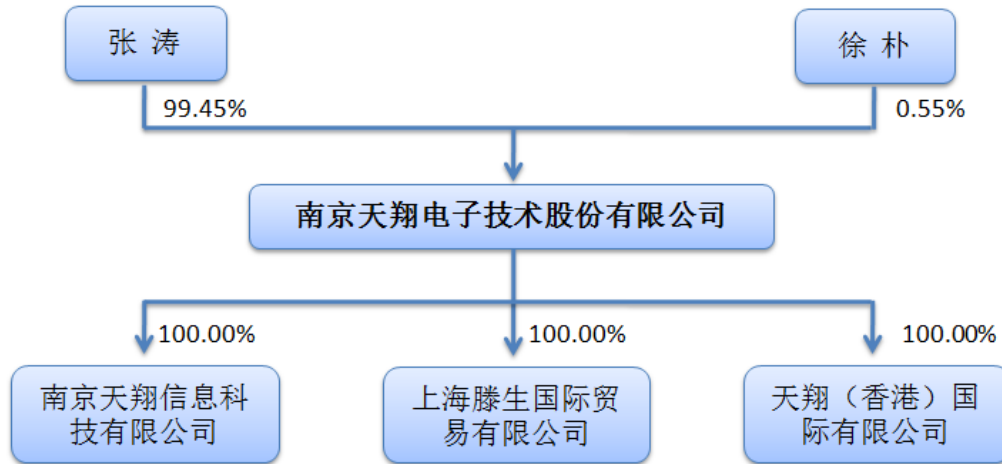 张 涛
徐 朴
99.45%
0.55%
南京天翔电子技术股份有限公司
100.00%
100.00%
100.00%
南京天翔信息科
技有限公司
上海滕生国际贸
易有限公司
天翔（香港）国
际有限公司